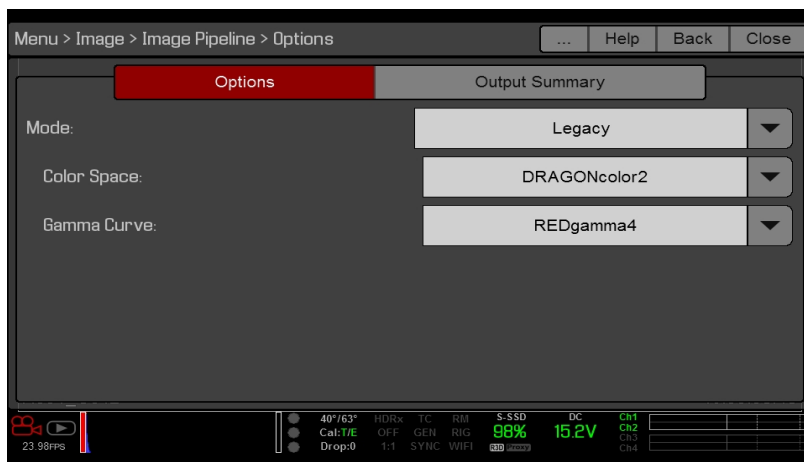 Menu > Image > Image Pipeline > Options ... Help Back Close
Options Output Summary
Mode: Legacy
Color Space: DRAGONcolor2
Gamma Curve: REDgamma4
40°/63° HDRx TC RM S-SSD DC Ch1
Cal:T/E OFF GEN RIG 98% 15.2V Ch2
23.98FPS Drop:0 1:1 SYNC WIFI R3D Proxy Ch3
Ch4